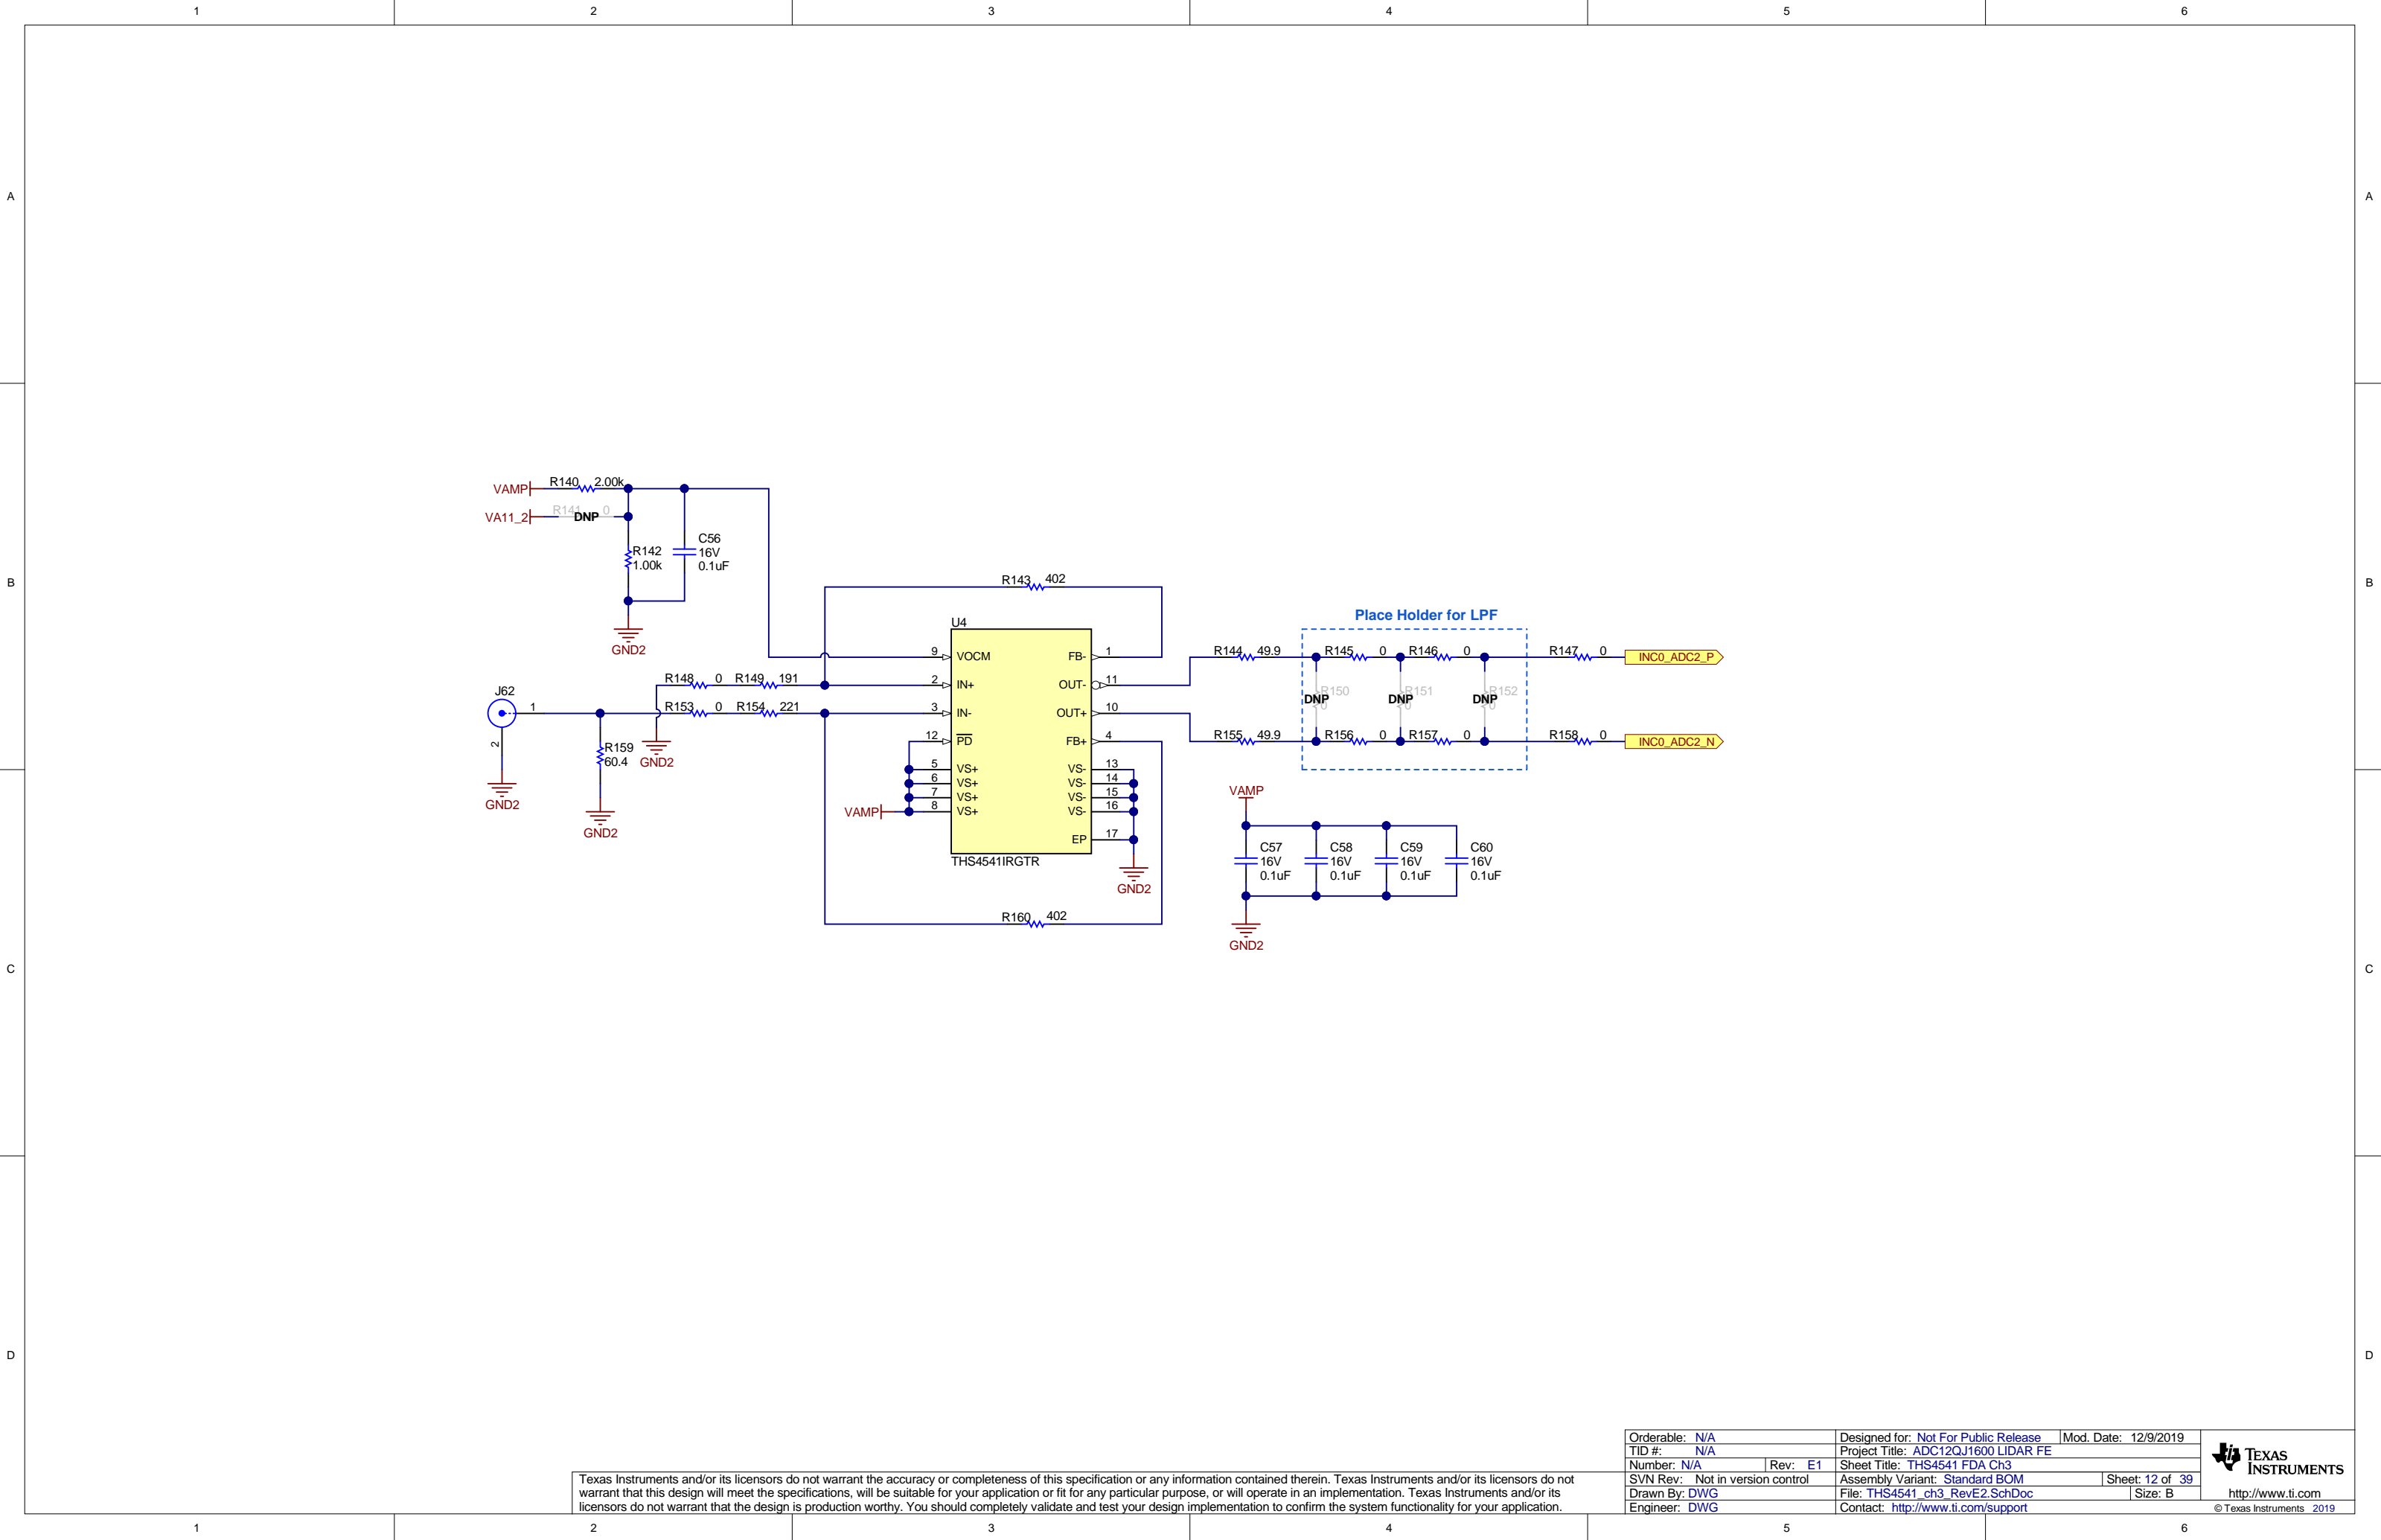 1 2 3 4 5 6
A A
VAMP R140 2.00k
VA11_2 R141 0 DNP
R142
1.00k
C56
16V
0.1uF
GND2
B B
R143 402
Place Holder for LPF
U4
9 VOCM FB- 1
2 IN+ OUT- 11
3 IN- OUT+ 10
12 PD FB+ 4
5 VS+ VS- 13
6 VS+ VS- 14
7 VS+ VS- 15
8 VS+ VS- 16
EP 17
THS4541IRGTR
VAMP
GND2
J62
1
2
GND2
R148 0 R149 191
R153 0 R154 221
R159
60.4
GND2
GND2
R144 49.9 R145 0 R146 0 R147 0 INC0_ADC2_P
DNP R150 0 DNP R151 0 DNP R152 0
R155 49.9 R156 0 R157 0 R158 0 INC0_ADC2_N
VAMP
C57 C58 C59 C60
16V 16V 16V 16V
0.1uF 0.1uF 0.1uF 0.1uF
GND2
R160 402
C C
D D
Texas Instruments and/or its licensors do not warrant the accuracy or completeness of this specification or any information contained therein. Texas Instruments and/or its licensors do not
warrant that this design will meet the specifications, will be suitable for your application or fit for any particular purpose, or will operate in an implementation. Texas Instruments and/or its
licensors do not warrant that the design is production worthy. You should completely validate and test your design implementation to confirm the system functionality for your application.
Orderable: N/A Designed for: Not For Public Release Mod. Date: 12/9/2019
TID #: N/A Project Title: ADC12QJ1600 LIDAR FE
Number: N/A Rev: E1 Sheet Title: THS4541 FDA Ch3
SVN Rev: Not in version control Assembly Variant: Standard BOM Sheet: 12 of 39
Drawn By: DWG File: THS4541_ch3_RevE2.SchDoc Size: B
Engineer: DWG Contact: http://www.ti.com/support
TEXAS
INSTRUMENTS
http://www.ti.com
© Texas Instruments 2019
1 2 3 4 5 6